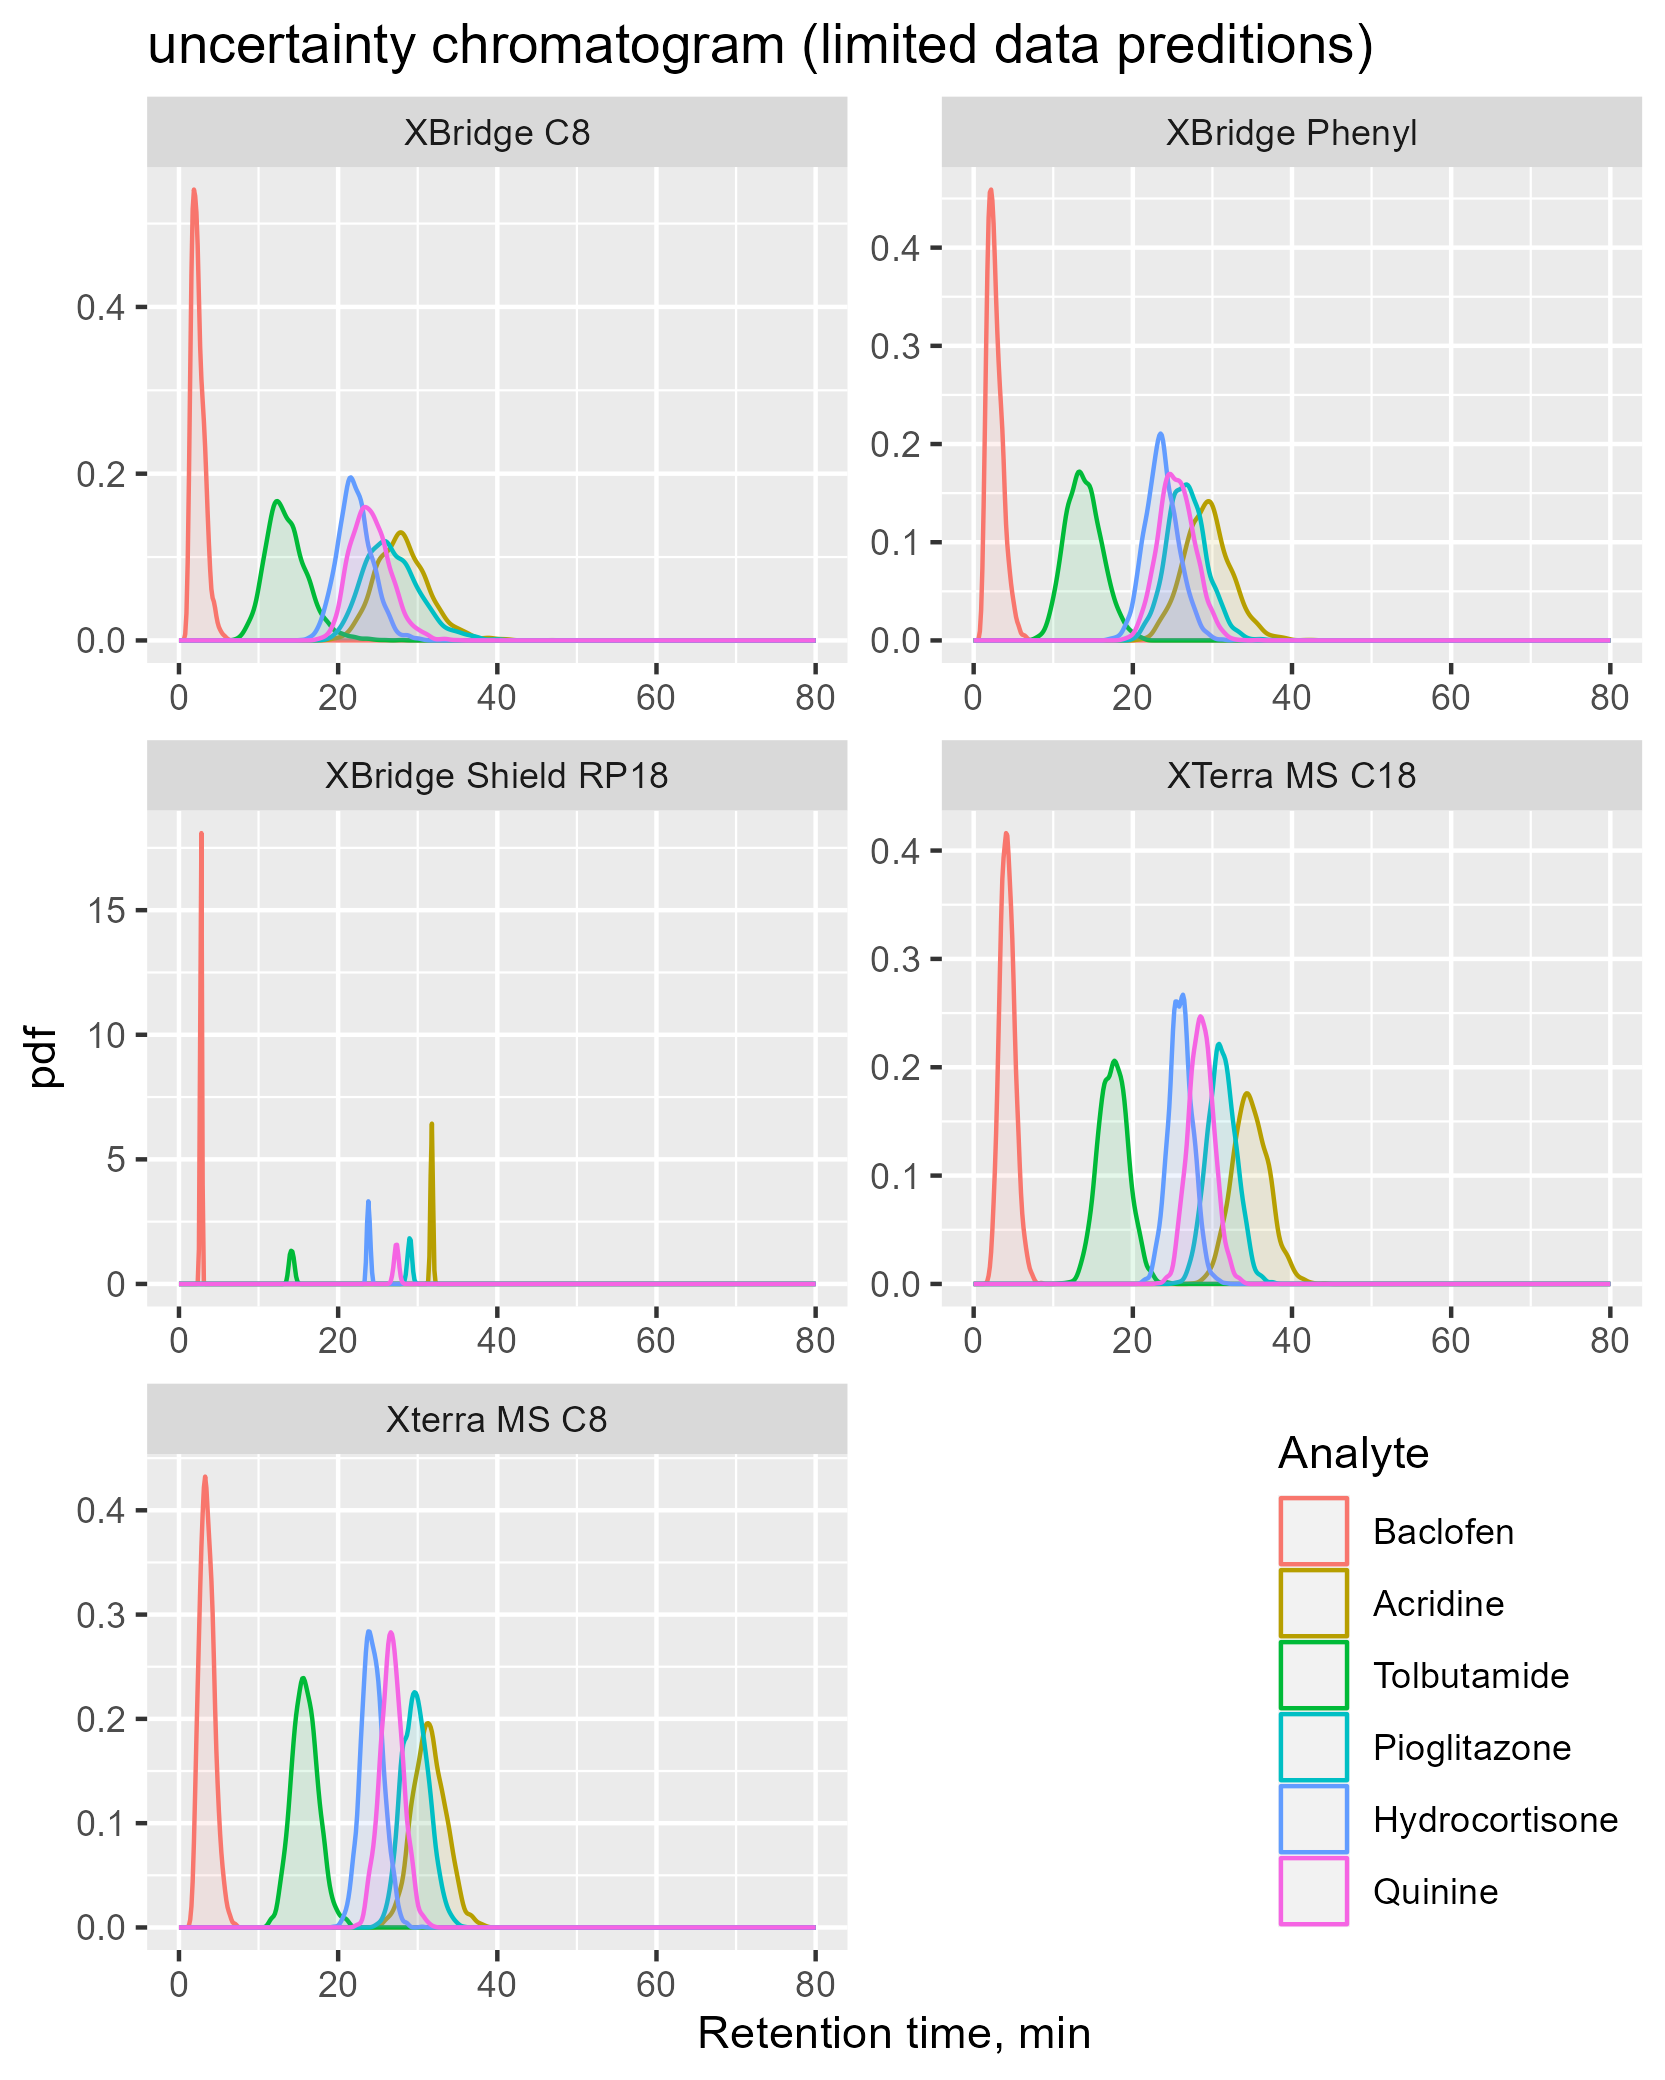 uncertainty chromatogram (limited data preditions)
XBridge C8
XBridge Phenyl
0.4
0.2
0.0
0 20 40 60 80
0.4
0.3
0.2
0.1
0.0
0 20 40 60 80
XBridge Shield RP18
XTerra MS C18
pdf
15
10
5
0
0 20 40 60 80
0.4
0.3
0.2
0.1
0.0
0 20 40 60 80
Xterra MS C8
0.4
0.3
0.2
0.1
0.0
0 20 40 60 80
Retention time, min
Analyte
Baclofen
Acridine
Tolbutamide
Pioglitazone
Hydrocortisone
Quinine